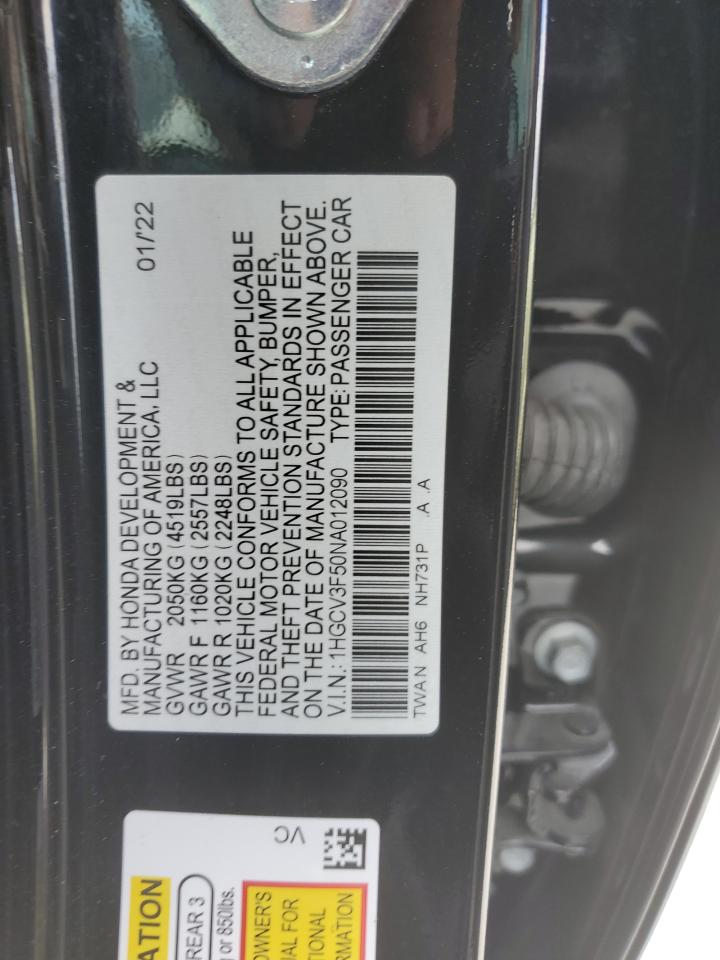 MFD. BY HONDA DEVELOPMENT & 01/'22
MANUFACTURING OF AMERICA, LLC
GVWR 2050KG (4519LBS)
GAWR F 1160KG (2557LBS)
GAWR R 1020KG (2248LBS)
THIS VEHICLE CONFORMS TO ALL APPLICABLE
FEDERAL MOTOR VEHICLE SAFETY, BUMPER,
AND THEFT PREVENTION STANDARDS IN EFFECT
ON THE DATE OF MANUFACTURE SHOWN ABOVE.
V.I.N.: 1HGCV3F50NA012090 TYPE: PASSENGER CAR
TWAN AH6 NH731P .A .A
VC
ATION
REAR 3
or 850lbs.
OWNER'S
FOR
RMATION